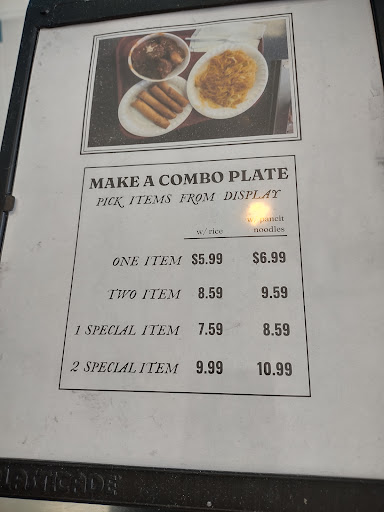 MAKE A COMBO PLATE
PICK ITEMS FROM DISPLAY
w/ rice w/ pancit noodles
ONE ITEM $5.99 $6.99
TWO ITEM 8.59 9.59
1 SPECIAL ITEM 7.59 8.59
2 SPECIAL ITEM 9.99 10.99